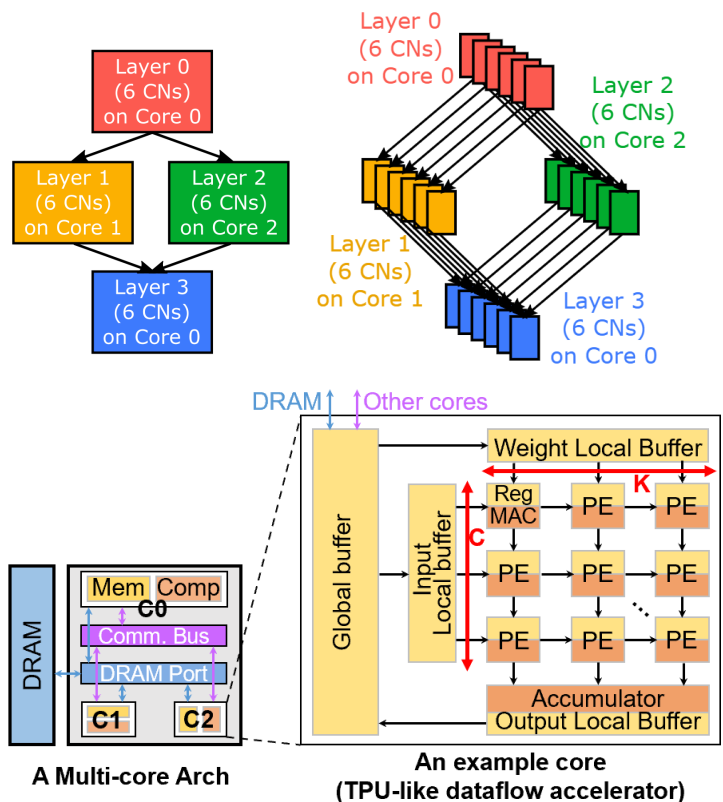 Layer 0
(6 CNs)
on Core 0
Layer 1
(6 CNs)
on Core 1
Layer 2
(6 CNs)
on Core 2
Layer 3
(6 CNs)
on Core 0
Layer 0
(6 CNs)
on Core 0
Layer 2
(6 CNs)
on Core 2
Layer 1
(6 CNs)
on Core 1
Layer 3
(6 CNs)
on Core 0
DRAM
Mem
Comp
C0
Comm. Bus
DRAM Port
C1
C2
A Multi-core Arch
DRAM
Other cores
Global buffer
Weight Local Buffer
K
Input
Local buffer
C
Reg
MAC
PE
PE
PE
PE
PE
...
PE
PE
PE
Accumulator
Output Local Buffer
An example core
(TPU-like dataflow accelerator)